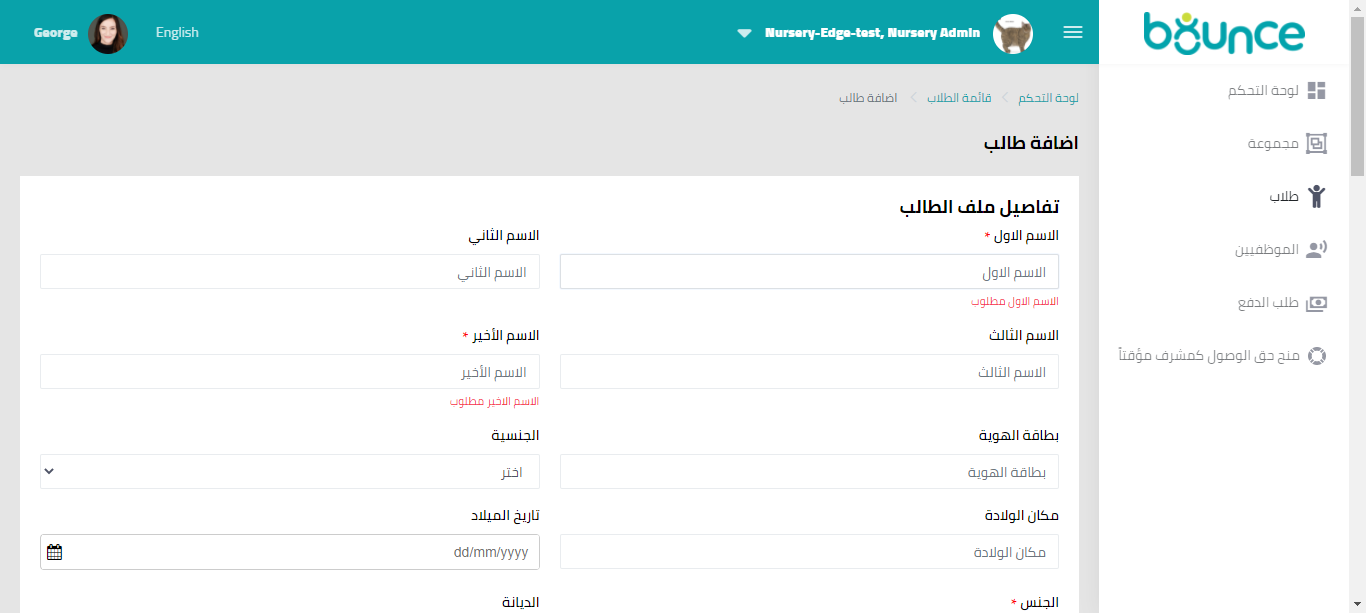 bounce
Nursery-Edge-test, Nursery Admin
English
George
لوحة التحكم
مجموعة
طلاب
الموظفيين
طلب الدفع
منح حق الوصول كمشرف مؤقتاً
لوحة التحكم
قائمة الطلاب
اضافة طالب
اضافة طالب
تفاصيل ملف الطالب
الاسم الاول *
الاسم الاول
الاسم الاول مطلوب
الاسم الثاني
الاسم الثاني
الاسم الثالث
الاسم الثالث
الاسم الأخير *
الاسم الأخير
الاسم الاخير مطلوب
بطاقة الهوية
بطاقة الهوية
الجنسية
اختر
مكان الولادة
مكان الولادة
تاريخ الميلاد
dd/mm/yyyy
الجنس *
الديانة